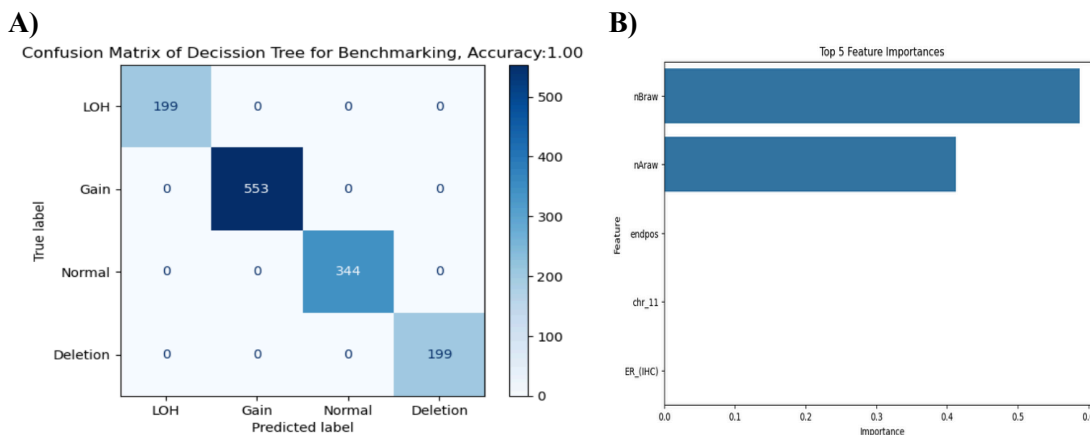 A)
Confusion Matrix of Decission Tree for Benchmarking, Accuracy:1.00
True label
LOH 199 0 0 0
Gain 0 553 0 0
Normal 0 0 344 0
Deletion 0 0 0 199
LOH Gain Normal Deletion
Predicted label
500
400
300
200
100
0
B)
Top 5 Feature Importances
Feature
nBraw
nAraw
endpos
chr_11
ER_(IHC)
0.0 0.1 0.2 0.3 0.4 0.5 0.6
Importance